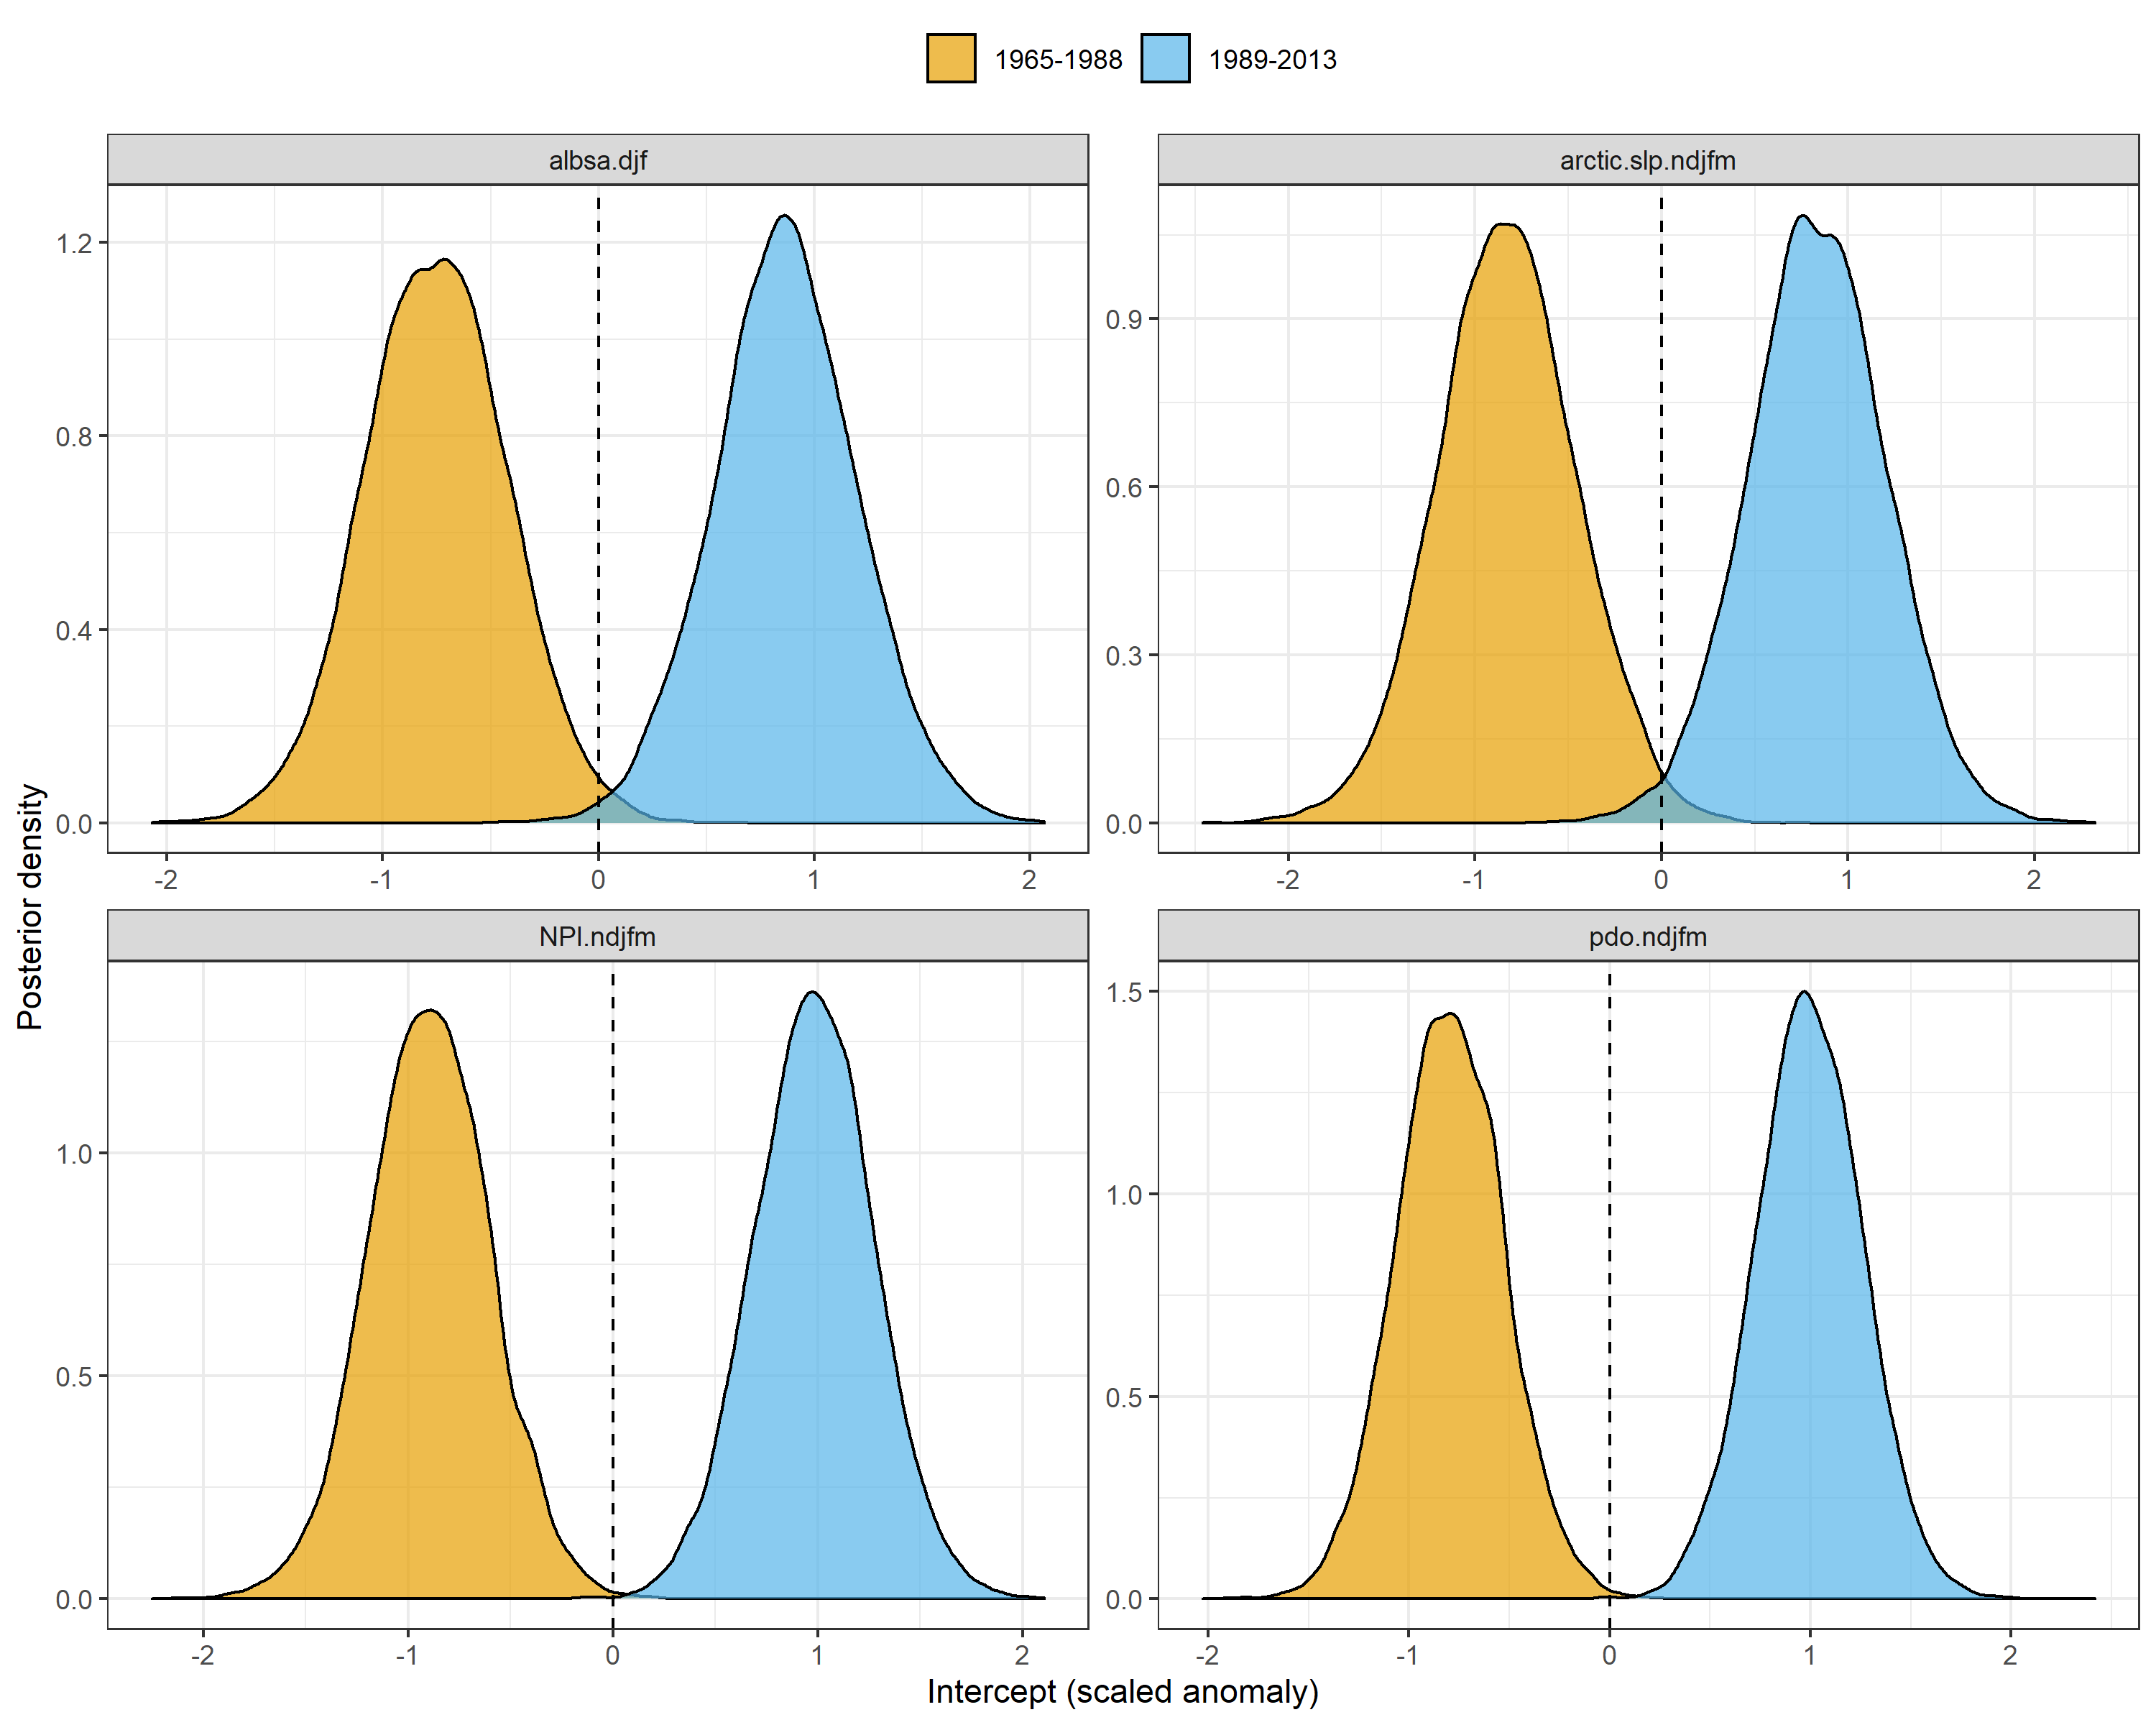 1965-1988 1989-2013
albsa.djf arctic.slp.ndjfm
1.2
0.8
0.4
0.0
-2 -1 0 1 2
0.9
0.6
0.3
0.0
-2 -1 0 1 2
NPI.ndjfm pdo.ndjfm
1.0
0.5
0.0
-2 -1 0 1 2
1.5
1.0
0.5
0.0
-2 -1 0 1 2
Posterior density
Intercept (scaled anomaly)